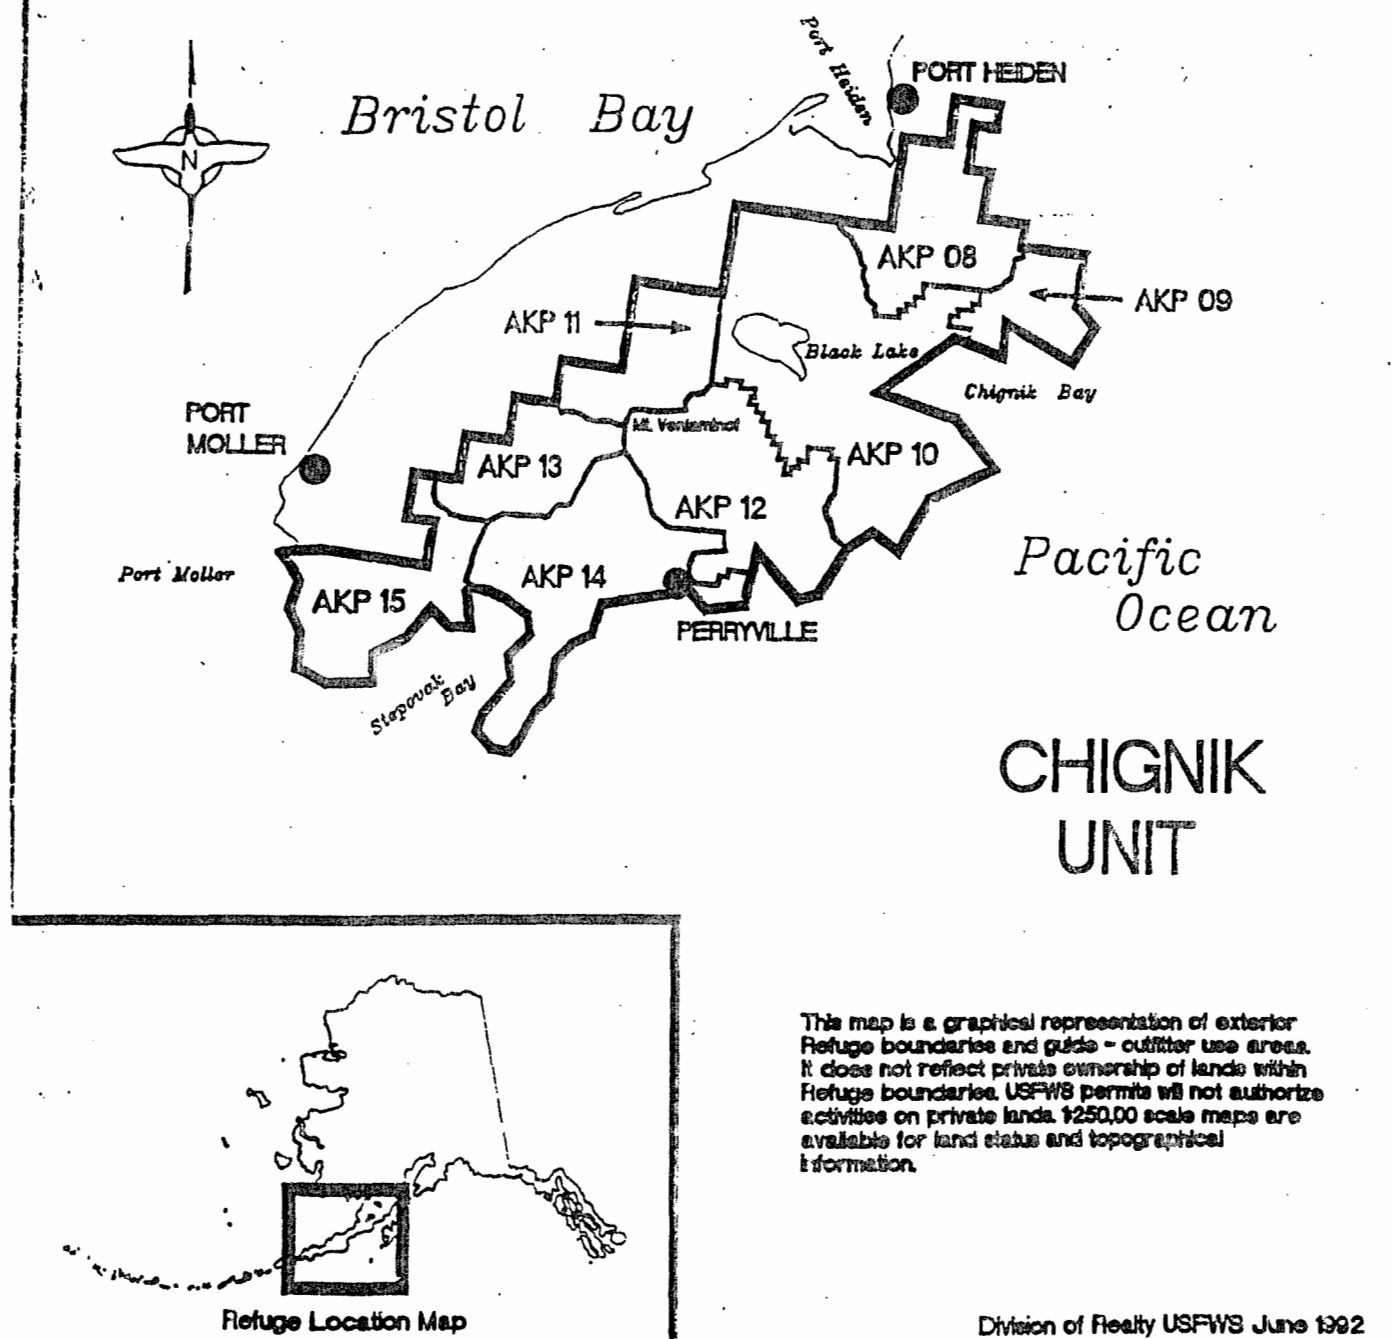 Port Heiden
PORT HEIDEN
Bristol Bay
N
AKP 08
AKP 09
AKP 11
Black Lake
Chignik Bay
PORT
MOLLER
Mt. Veniaminof
AKP 13
AKP 10
AKP 12
Pacific
Ocean
Port Moller
AKP 14
AKP 15
PERRYVILLE
Stepovak
Bay
CHIGNIK
UNIT
This map is a graphical representation of exterior
Refuge boundaries and guide - outfitter use areas.
It does not reflect private ownership of lands within
Refuge boundaries. USFWS permits will not authorize
activities on private lands. 1:250,00 scale maps are
available for land status and topographical
information.
Refuge Location Map
Division of Realty USFWS June 1992